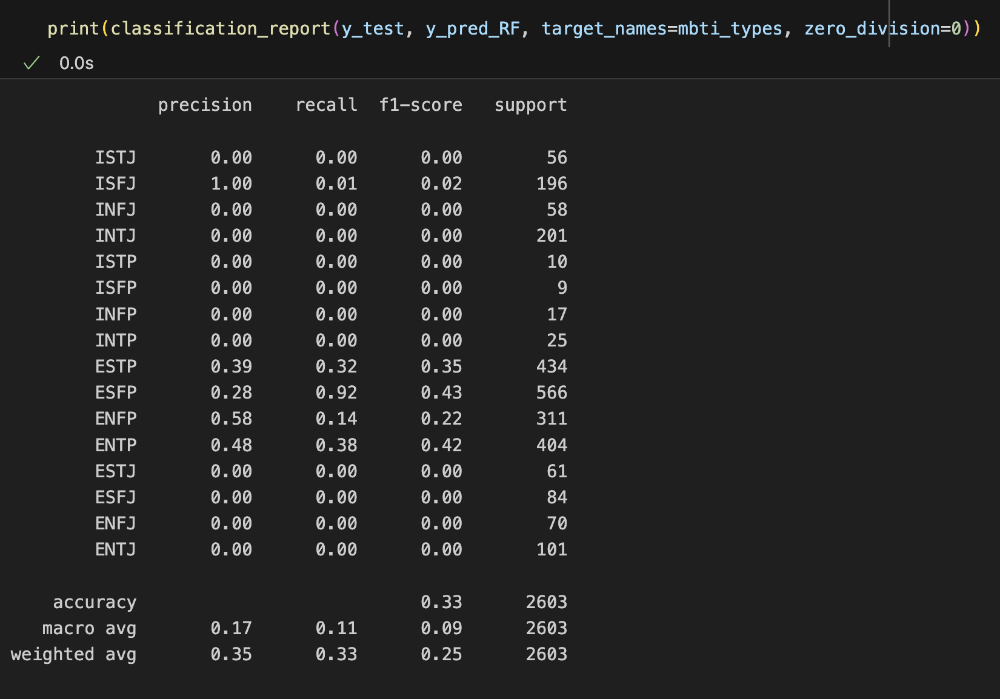 print(classification_report(y_test, y_pred_RF, target_names=mbti_types, zero_division=0))
0.0s
precision recall f1-score support
ISTJ 0.00 0.00 0.00 56
ISFJ 1.00 0.01 0.02 196
INFJ 0.00 0.00 0.00 58
INTJ 0.00 0.00 0.00 201
ISTP 0.00 0.00 0.00 10
ISFP 0.00 0.00 0.00 9
INFP 0.00 0.00 0.00 17
INTP 0.00 0.00 0.00 25
ESTP 0.39 0.32 0.35 434
ESFP 0.28 0.92 0.43 566
ENFP 0.58 0.14 0.22 311
ENTP 0.48 0.38 0.42 404
ESTJ 0.00 0.00 0.00 61
ESFJ 0.00 0.00 0.00 84
ENFJ 0.00 0.00 0.00 70
ENTJ 0.00 0.00 0.00 101
accuracy 0.33 2603
macro avg 0.17 0.11 0.09 2603
weighted avg 0.35 0.33 0.25 2603